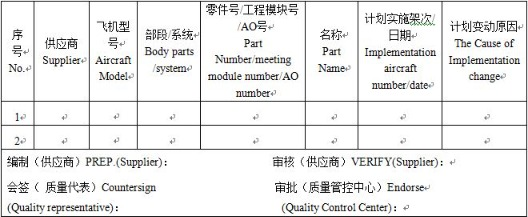 序号 No.
供应商 Supplier
飞机型号 Aircraft Model
部段/系统 Body parts /system
零件号/工程模块号/AO号 Part Number/meeting module number/AO number
名称 Part Name
计划实施架次/日期 Implementation aircraft number/date
计划变动原因 The Cause of Implementation change
1
2
编制（供应商）PREP.(Supplier)： 审核（供应商）VERIFY(Supplier)：
会签（ 质量代表）Countersign 审批（质量管控中心）Endorse
(Quality representative)： (Quality Control Center)：